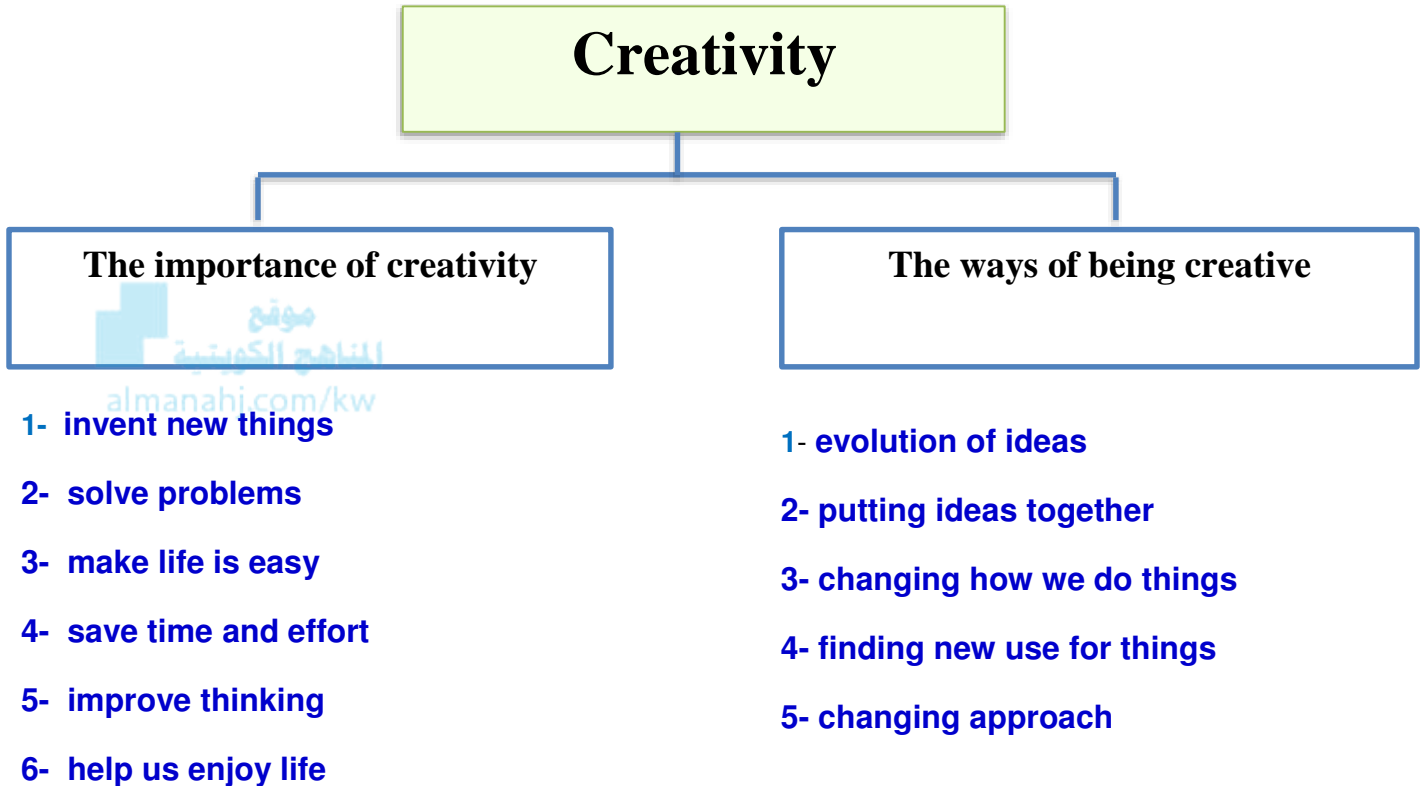 Creativity
The importance of creativity
موقع
المناهج الكويتية
almanahj.com/kw
1- invent new things
2- solve problems
3- make life is easy
4- save time and effort
5- improve thinking
6- help us enjoy life
The ways of being creative
1- evolution of ideas
2- putting ideas together
3- changing how we do things
4- finding new use for things
5- changing approach